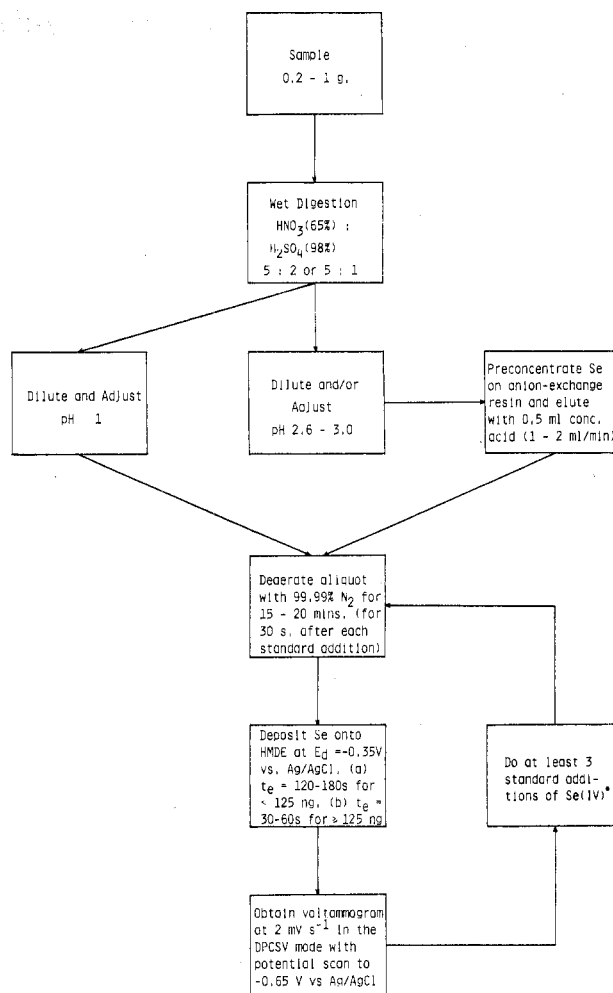 Sample
0.2 - 1 g.
Wet Digestion
HNO3(65%) :
H2SO4(98%)
5 : 2 or 5 : 1
Dilute and Adjust
pH 1
Dilute and/or
Adjust
pH 2.6 - 3.0
Preconcentrate Se
on anion-exchange
resin and elute
with 0.5 ml conc.
acid (1 - 2 ml/min)
Deaerate aliquot
with 99.99% N2 for
15 - 20 mins. (for
30 s. after each
standard addition)
Deposit Se onto
HMDE at Ed =-0.35V
vs. Ag/AgCl. (a)
te = 120-180s for
< 125 ng. (b) te =
30-60s for ≥ 125 ng
Do at least 3
standard addi-
tions of Se(IV)*
Obtain voltammogram
at 2 mV s-1 in the
DPCSV mode with
potential scan to
-0.65 V vs Ag/AgCl